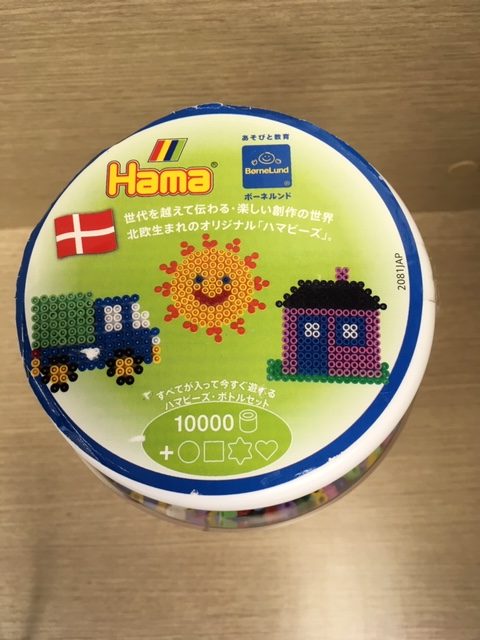 あそびと教育
BørneLund
®
ボーネルンド
Hama®
世代を越えて伝わる・楽しい創作の世界
北欧生まれのオリジナル「ハマビーズ」。
2081JAP
すべてが入って今すぐ遊べる
ハマビーズ・ボトルセット
10000
+